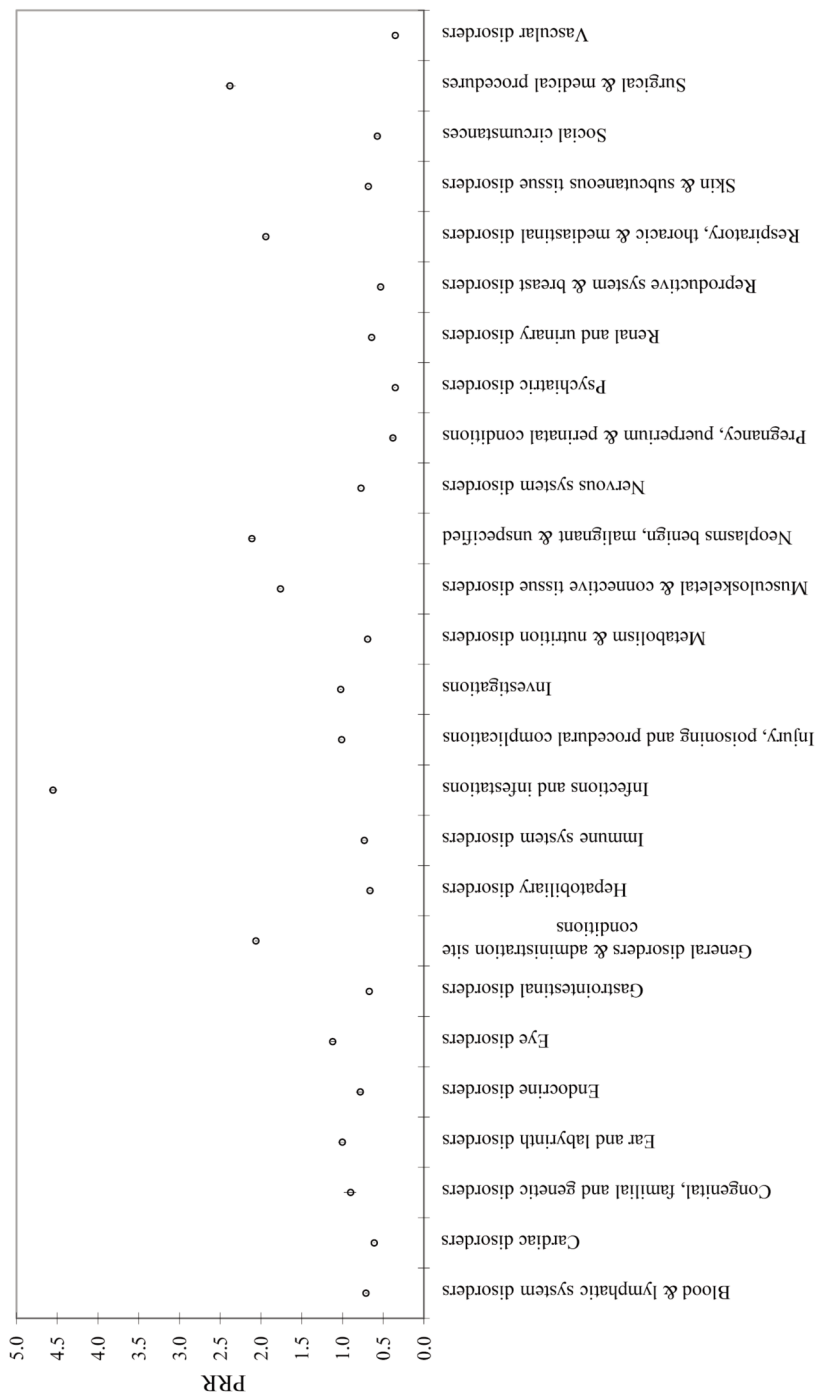 PRR
5.0
4.5
4.0
3.5
3.0
2.5
2.0
1.5
1.0
0.5
0.0
Blood & lymphatic system disorders
Cardiac disorders
Congenital, familial and genetic disorders
Ear and labyrinth disorders
Endocrine disorders
Eye disorders
Gastrointestinal disorders
General disorders & administration site
conditions
Hepatobiliary disorders
Immune system disorders
Infections and infestations
Injury, poisoning and procedural complications
Investigations
Metabolism & nutrition disorders
Musculoskeletal & connective tissue disorders
Neoplasms benign, malignant & unspecified
Nervous system disorders
Pregnancy, puerperium & perinatal conditions
Psychiatric disorders
Renal and urinary disorders
Reproductive system & breast disorders
Respiratory, thoracic & mediastinal disorders
Skin & subcutaneous tissue disorders
Social circumstances
Surgical & medical procedures
Vascular disorders